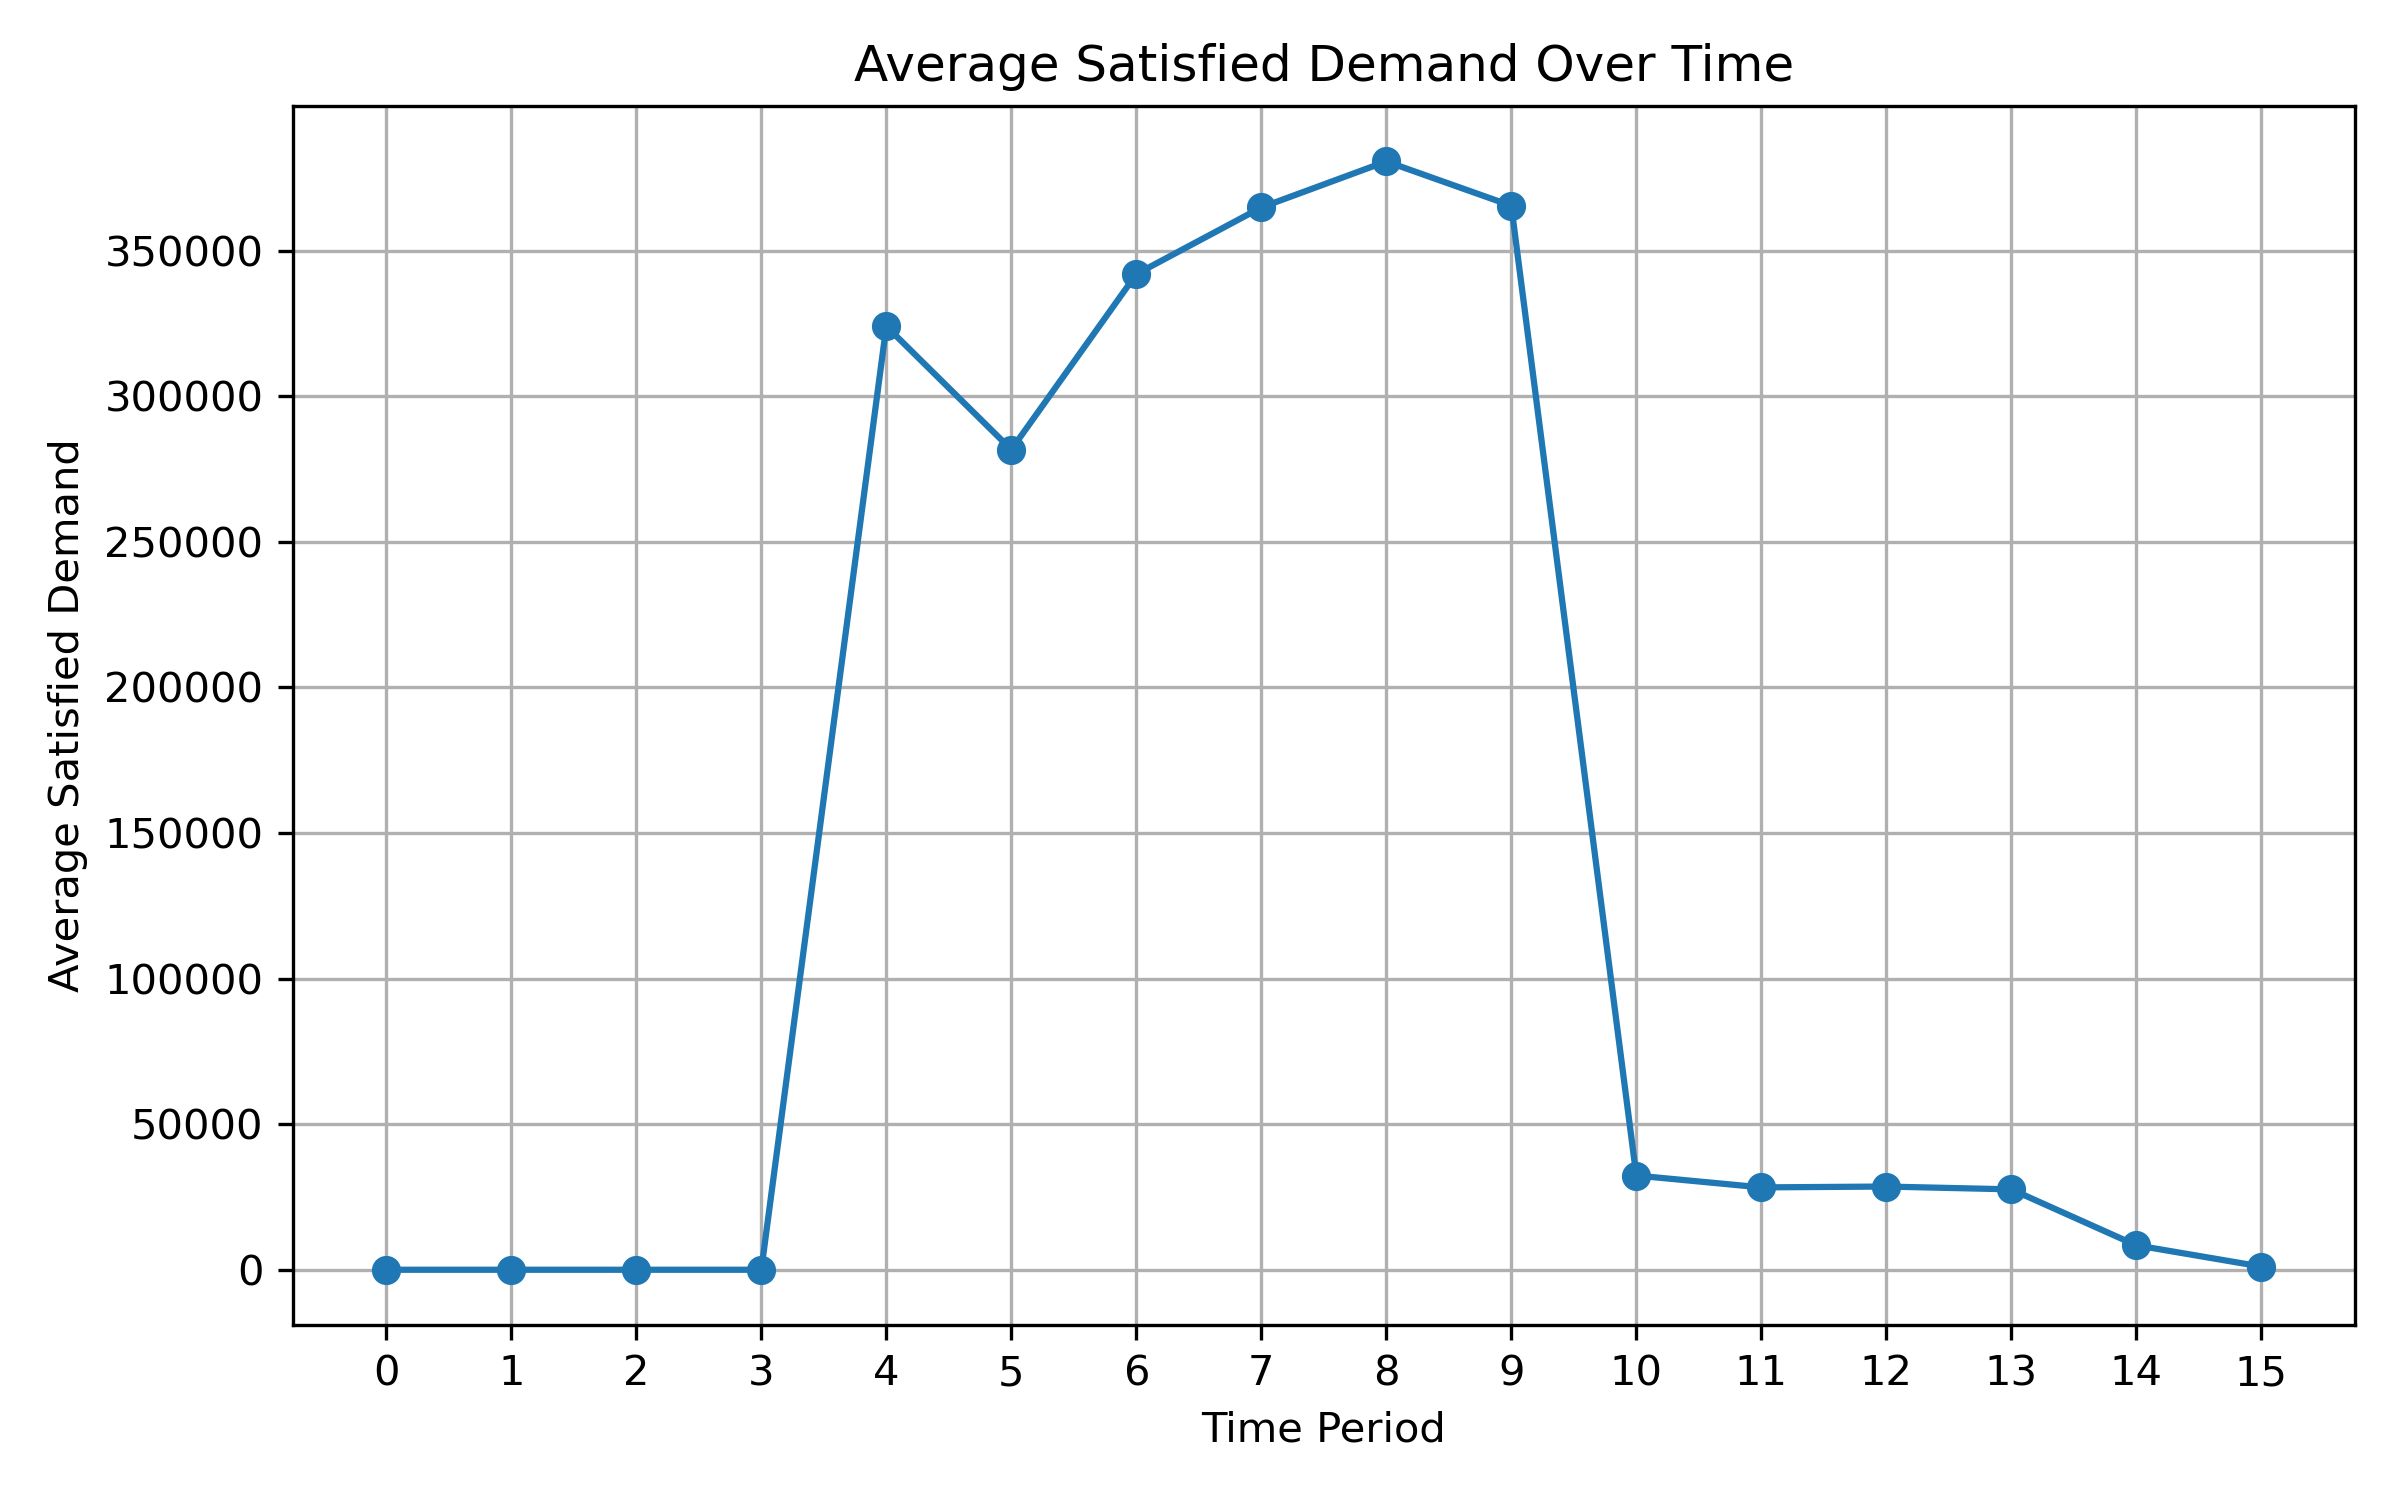 Average Satisfied Demand Over Time
Average Satisfied Demand
350000
300000
250000
200000
150000
100000
50000
0
0 1 2 3 4 5 6 7 8 9 10 11 12 13 14 15
Time Period